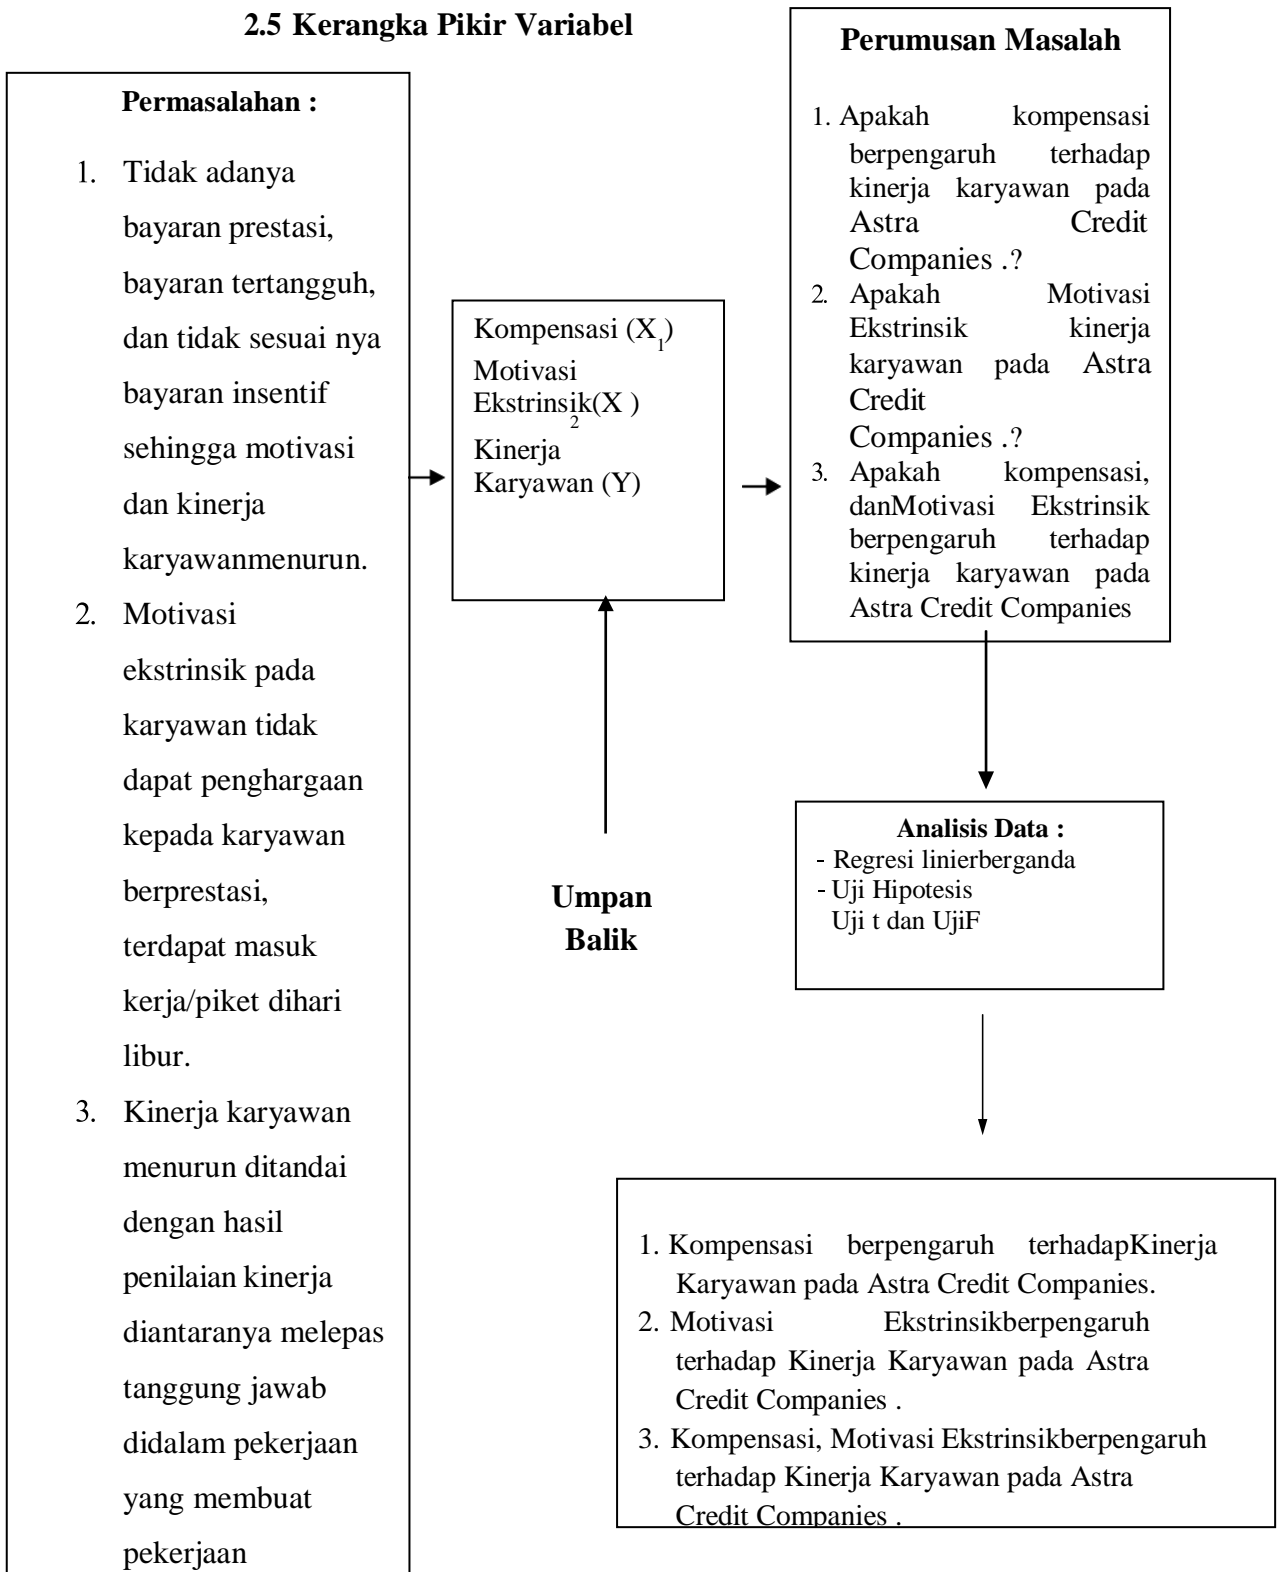 2.5 Kerangka Pikir Variabel
Permasalahan :
1. Tidak adanya
bayaran prestasi,
bayaran tertangguh,
dan tidak sesuai nya
bayaran insentif
sehingga motivasi
dan kinerja
karyawanmenurun.
2. Motivasi
ekstrinsik pada
karyawan tidak
dapat penghargaan
kepada karyawan
berprestasi,
terdapat masuk
kerja/piket dihari
libur.
3. Kinerja karyawan
menurun ditandai
dengan hasil
penilaian kinerja
diantaranya melepas
tanggung jawab
didalam pekerjaan
yang membuat
pekerjaan
Kompensasi (X1)
Motivasi
Ekstrinsik(X2)
Kinerja
Karyawan (Y)
Umpan
Balik
Perumusan Masalah
1. Apakah kompensasi
berpengaruh terhadap
kinerja karyawan pada
Astra Credit
Companies .?
2. Apakah Motivasi
Ekstrinsik kinerja
karyawan pada Astra
Credit
Companies .?
3. Apakah kompensasi,
danMotivasi Ekstrinsik
berpengaruh terhadap
kinerja karyawan pada
Astra Credit Companies
Analisis Data :
- Regresi linierberganda
- Uji Hipotesis
Uji t dan UjiF
1. Kompensasi berpengaruh terhadapKinerja
Karyawan pada Astra Credit Companies.
2. Motivasi Ekstrinsikberpengaruh
terhadap Kinerja Karyawan pada Astra
Credit Companies .
3. Kompensasi, Motivasi Ekstrinsikberpengaruh
terhadap Kinerja Karyawan pada Astra
Credit Companies .